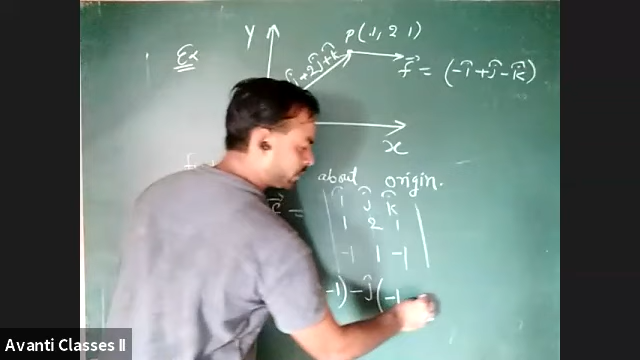 Ex
Y
P(1, 2 1)
î+2ĵ+k̂
f⃗ = (-î+ĵ-k̂)
X
about origin.
= | î ĵ k̂ |
1 2 1
-1 1 -1
-1) - ĵ(-1
Avanti Classes II